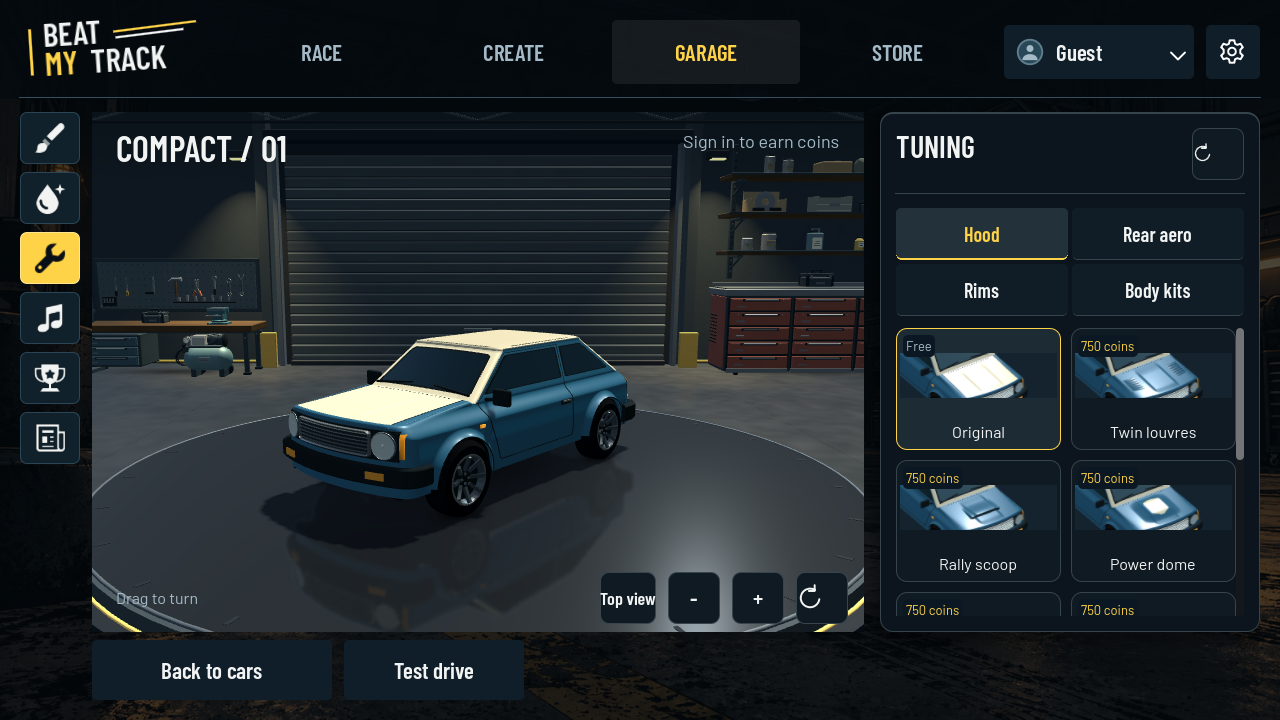 BEAT
MY TRACK
RACE
CREATE
GARAGE
STORE
Guest
COMPACT / 01
Sign in to earn coins
Drag to turn
Top view
-
+
TUNING
Hood
Rear aero
Rims
Body kits
Free
Original
750 coins
Twin louvres
750 coins
Rally scoop
750 coins
Power dome
750 coins
750 coins
Back to cars
Test drive